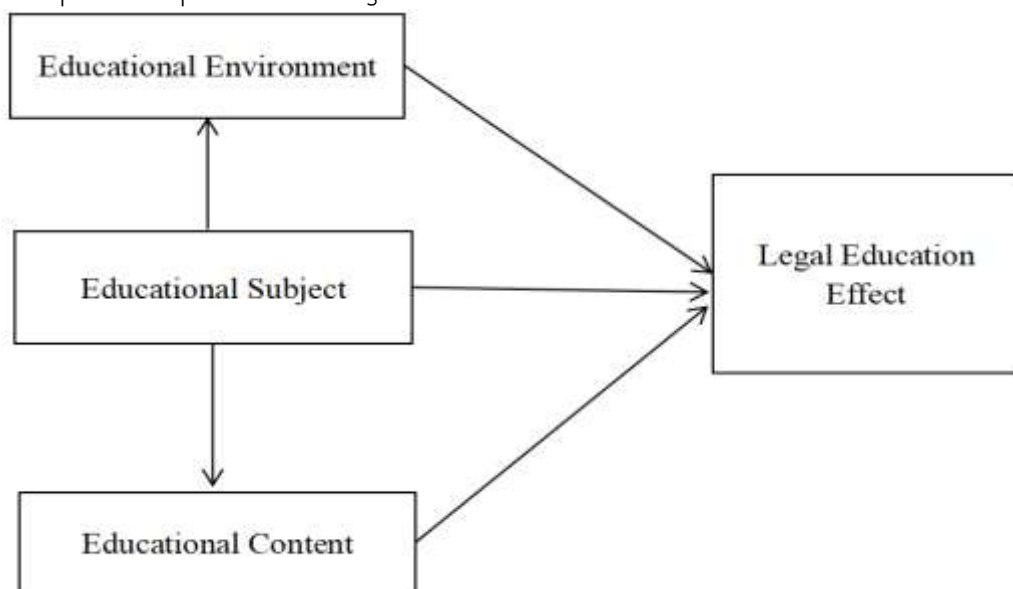 Educational Environment
Educational Subject
Legal Education
Effect
Educational Content